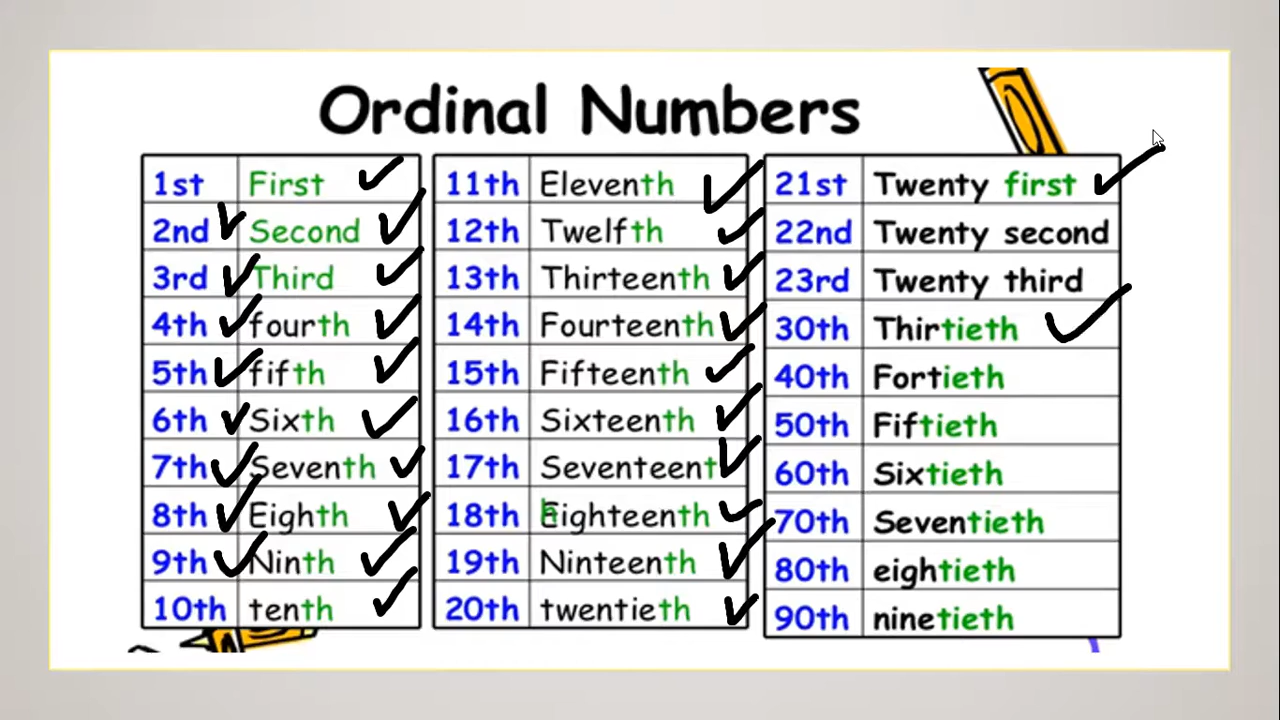 Ordinal Numbers
1st First
2nd Second
3rd Third
4th fourth
5th fifth
6th Sixth
7th Seventh
8th Eighth
9th Ninth
10th tenth
11th Eleventh
12th Twelfth
13th Thirteenth
14th Fourteenth
15th Fifteenth
16th Sixteenth
17th Seventeent
h
18th Eighteenth
19th Ninteenth
20th twentieth
21st Twenty first
22nd Twenty second
23rd Twenty third
30th Thirtieth
40th Fortieth
50th Fiftieth
60th Sixtieth
70th Seventieth
80th eightieth
90th ninetieth